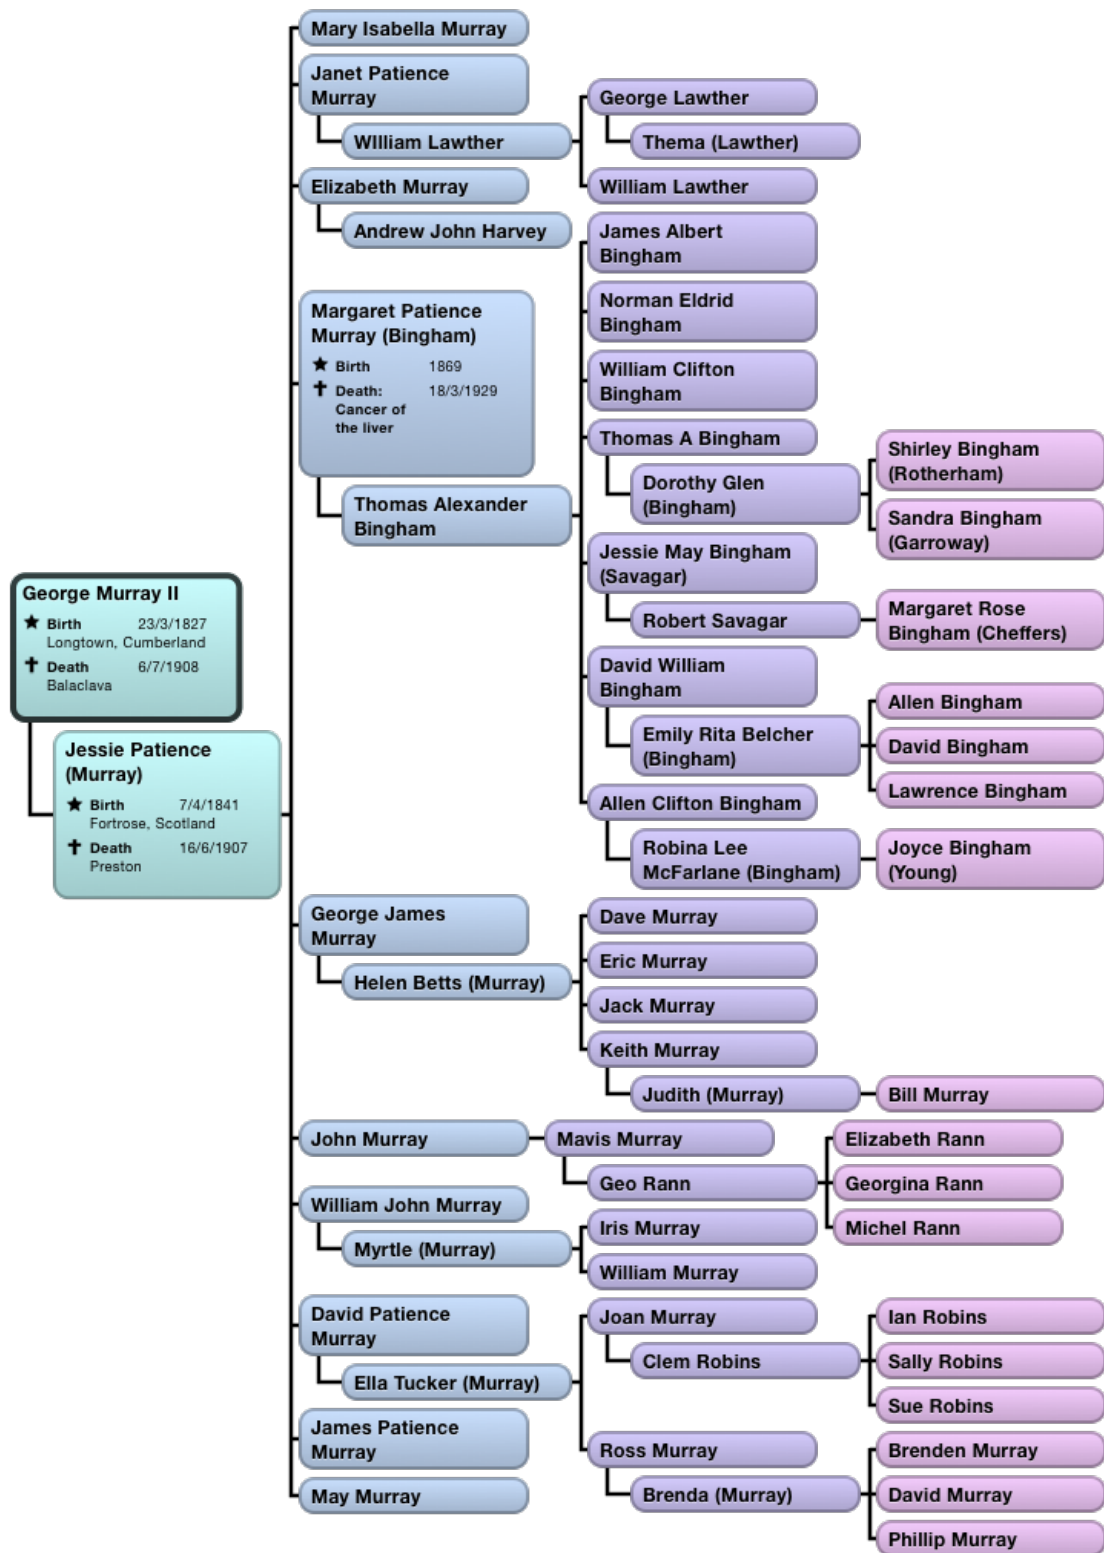 Mary Isabella Murray
Janet Patience
Murray
WIlliam Lawther
George Lawther
Thema (Lawther)
William Lawther
Elizabeth Murray
Andrew John Harvey
Margaret Patience
Murray (Bingham)
★ Birth 1869
✝ Death: 18/3/1929
Cancer of
the liver
Thomas Alexander
Bingham
James Albert
Bingham
Norman Eldrid
Bingham
William Clifton
Bingham
Thomas A Bingham
Dorothy Glen
(Bingham)
Shirley Bingham
(Rotherham)
Sandra Bingham
(Garroway)
Jessie May Bingham
(Savagar)
Robert Savagar
Margaret Rose
Bingham (Cheffers)
David William
Bingham
Emily Rita Belcher
(Bingham)
Allen Bingham
David Bingham
Lawrence Bingham
Allen Clifton Bingham
Robina Lee
McFarlane (Bingham)
Joyce Bingham
(Young)
George Murray II
★ Birth 23/3/1827
Longtown, Cumberland
✝ Death 6/7/1908
Balaclava
Jessie Patience
(Murray)
★ Birth 7/4/1841
Fortrose, Scotland
✝ Death 16/6/1907
Preston
George James
Murray
Helen Betts (Murray)
Dave Murray
Eric Murray
Jack Murray
Keith Murray
Judith (Murray)
Bill Murray
John Murray
Mavis Murray
Geo Rann
Elizabeth Rann
Georgina Rann
Michel Rann
William John Murray
Myrtle (Murray)
Iris Murray
William Murray
David Patience
Murray
Ella Tucker (Murray)
Joan Murray
Clem Robins
Ian Robins
Sally Robins
Sue Robins
Ross Murray
Brenda (Murray)
Brenden Murray
David Murray
Phillip Murray
James Patience
Murray
May Murray